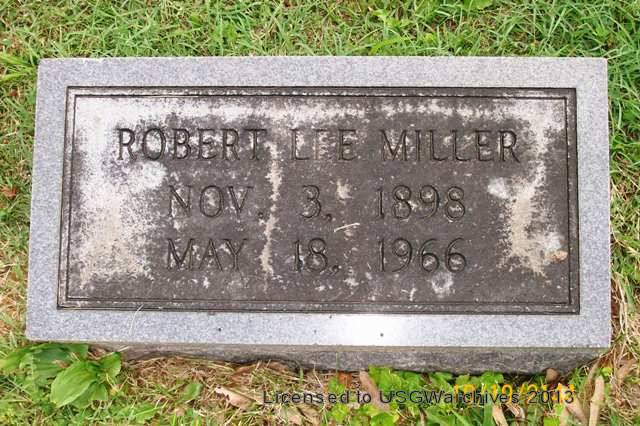 ROBERT LEE MILLER
NOV. 3, 1898
MAY 18, 1966
Licensed to USGWarchives 2013